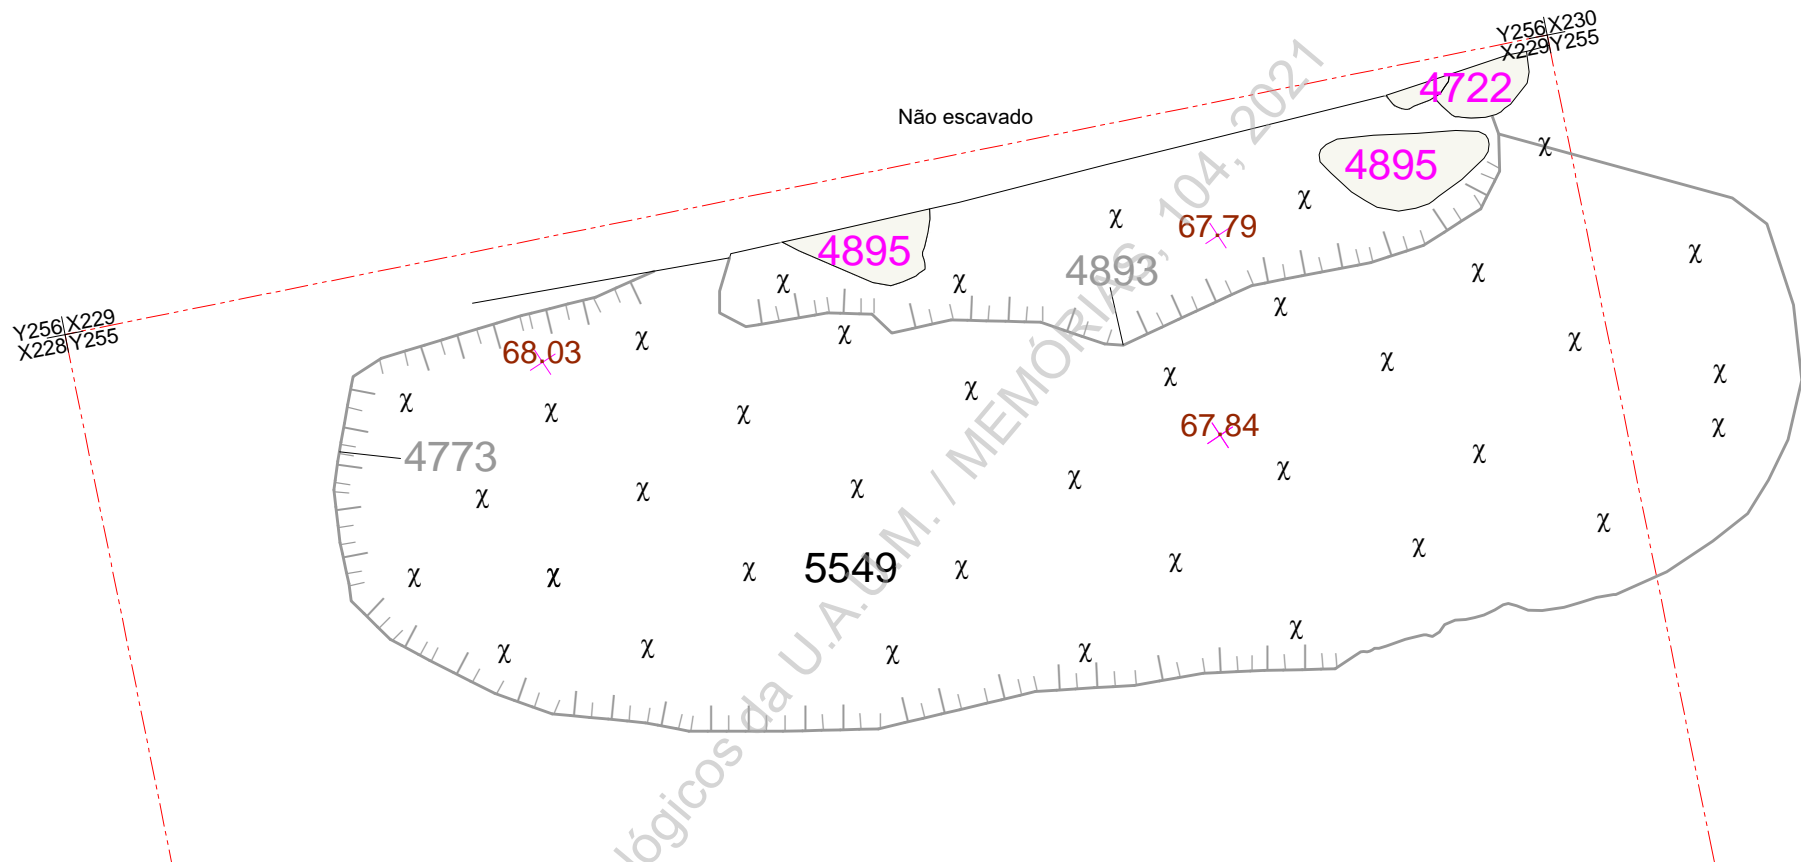 Y256 X230
X229 Y255
4722
Não escavado
4895
4895
67.79
4893
Y256 X229
X228 Y255
68.03
67.84
4773
5549
lógicos da U.A.U.M. / MEMÓRIAS, 104, 2021
χ χ χ χ χ χ χ χ χ χ χ χ χ χ χ χ χ χ χ χ χ χ χ χ χ χ χ χ χ χ χ χ χ χ χ χ χ χ χ